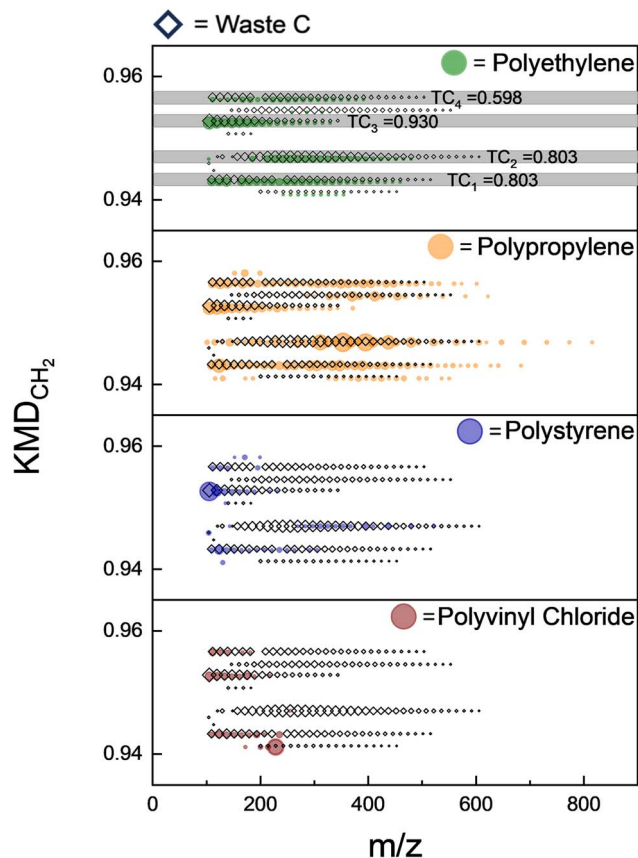 = Waste C
= Polyethylene
0.96
TC4 =0.598
TC3 =0.930
TC2 =0.803
TC1 =0.803
0.94
= Polypropylene
0.96
0.94
KMDCH2
=Polystyrene
0.96
0.94
=Polyvinyl Chloride
0.96
0.94
0 200 400 600 800
m/z